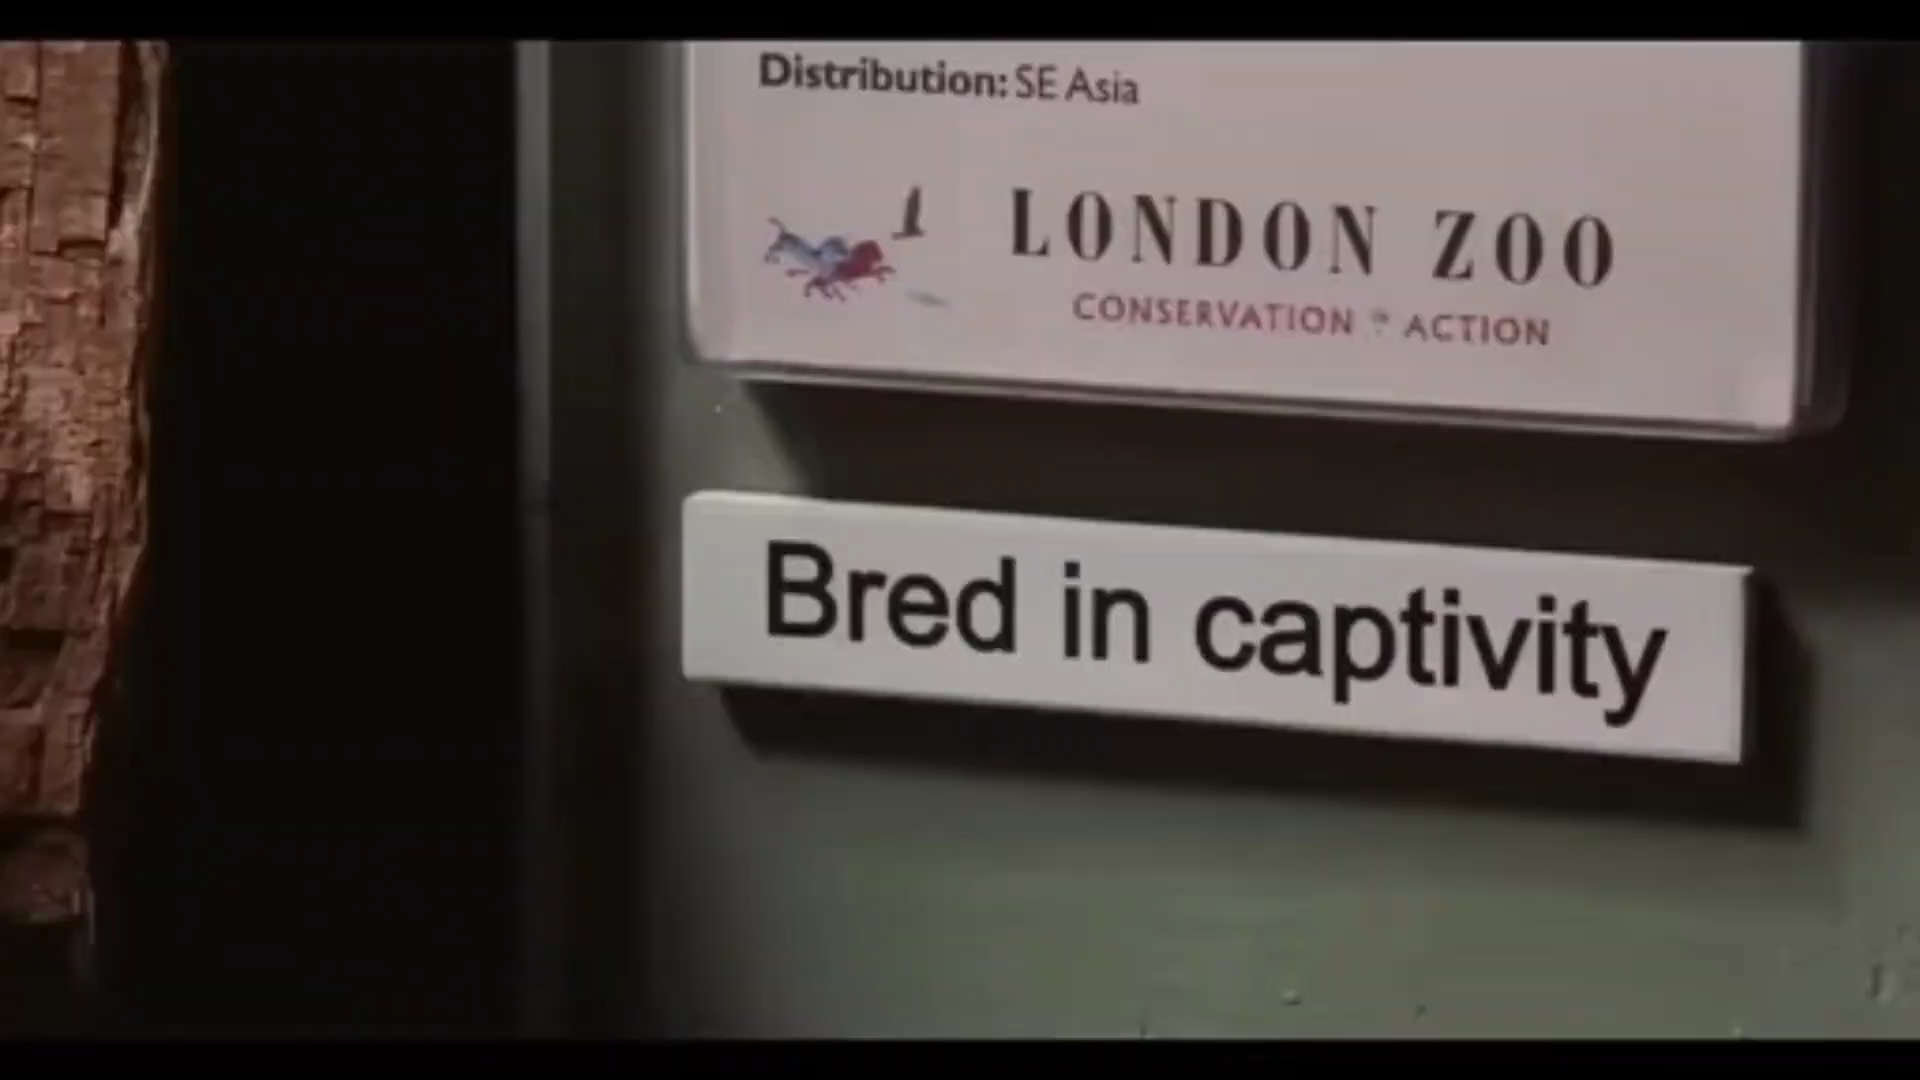 Distribution: SE Asia
LONDON ZOO
CONSERVATION ACTION
Bred in captivity